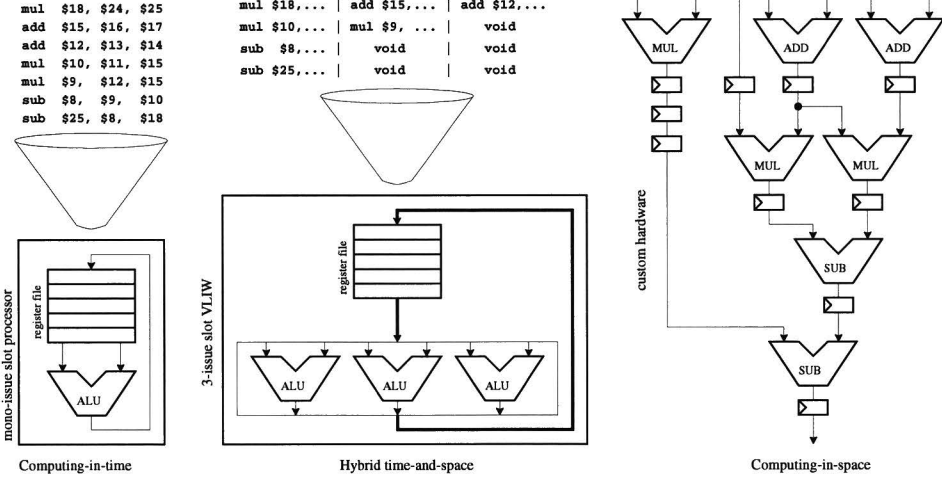 mul $18, $24, $25
add $15, $16, $17
add $12, $13, $14
mul $10, $11, $15
mul $9, $12, $15
sub $8, $9, $10
sub $25, $8, $18
mono-issue slot processor
register file
ALU
Computing-in-time
mul $18,... | add $15,... | add $12,...
mul $10,... | mul $9, ... | void
sub $8,... | void | void
sub $25,... | void | void
3-issue slot VLIW
register file
ALU ALU ALU
Hybrid time-and-space
custom hardware
MUL ADD ADD
MUL MUL
SUB
SUB
Computing-in-space